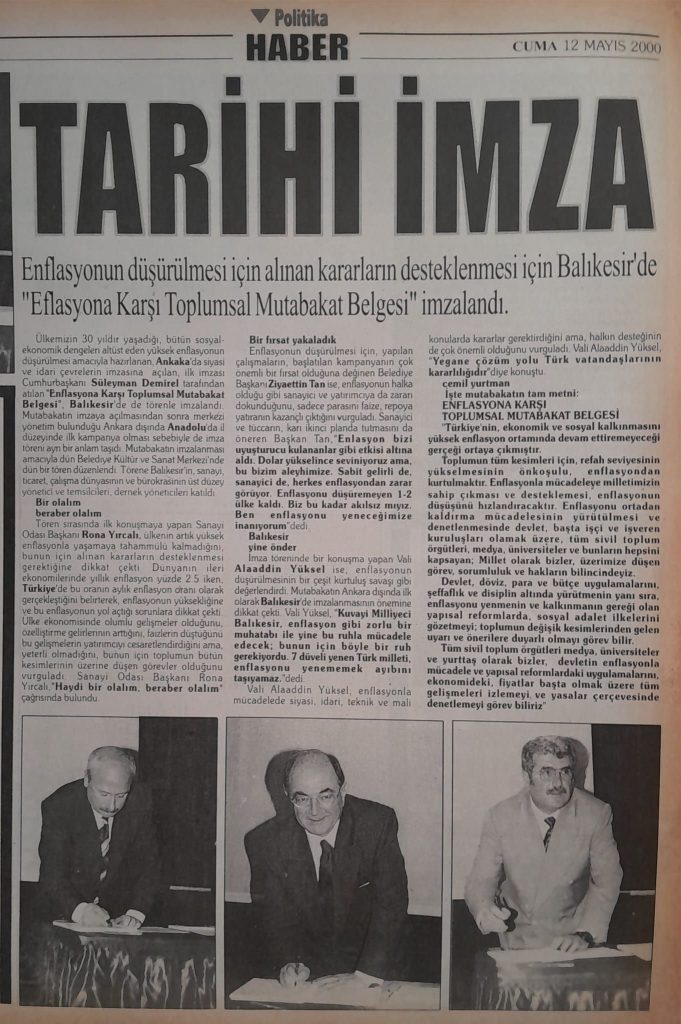 Politika
HABER
CUMA 12 MAYIS 2000
TARİHİ İMZA
Enflasyonun düşürülmesi için alınan kararların desteklenmesi için Balıkesir'de
"Eflasyona Karşı Toplumsal Mutabakat Belgesi" imzalandı.
Ülkemizin 30 yıldır yaşadığı, bütün sosyal-
ekonomik dengeleri altüst eden yüksek enflasyonun
düşürülmesi amacıyla hazırlanan, Ankaka'da siyasi
ve idari çevrelerin imzasına açılan, ilk imzası
Cumhurbaşkanı Süleyman Demirel tarafından
atılan "Enflasyona Karşı Toplumsal Mutabakat
Belgesi", Balıkesir'de de törenle imzalandı.
Mutabakatın imzaya açılmasından sonra merkezi
yönetim bulunduğu Ankara dışında Anadolu'da il
düzeyinde ilk kampanya olması sebebiyle de imza
töreni ayrı bir anlam taşıdı. Mutabakatın imzalanması
amacıyla dün Belediye Kültür ve Sanat Merkezi'nde
dün bir tören düzenlendi. Törene Balıkesir'in, sanayi,
ticaret, çalışma dünyasının ve bürokrasinin üst düzey
yönetici ve temsilcileri, dernek yöneticileri katıldı.
Bir olalım
beraber olalım
Tören sırasında ilk konuşmayı yapan Sanayi
Odası Başkanı Rona Yırcalı, ülkenin artık yüksek
enflasyonla yaşamaya tahammülü kalmadığını,
bunun için alınan kararların desteklenmesi
gerektiğine dikkat çekti. Dünyanın ileri
ekonomilerinde yıllık enflasyon yüzde 2.5 iken,
Türkiye'de bu oranın aylık enflasyon oranı olarak
gerçekleştiğini belirterek, enflasyonun yüksekliğine
ve bu enflasyonun yol açtığı sorunlara dikkat çekti.
Ülke ekonomisinde olumlu gelişmeler olduğunu,
özelliştirme gelirlerinin arttığını, faizlerin düştüğünü
bu gelişmelerin yatırımcıyı cesaretlendirdiğini ama,
yeterli olmadığını, bunun için toplumun bütün
kesimlerinin üzerine düşen görevler olduğunu
vurguladı. Sanayi Odası Başkanı Rona
Yırcalı,"Haydi bir olalım, beraber olalım"
çağrısında bulundu.
Bir fırsat yakaladık
Enflasyonun düşürülmesi için, yapılan
çalışmaların, başlatılan kampanyanın çok
önemli bir fırsat olduğuna değinen Belediye
Başkanı Ziyaettin Tan ise, enflasyonun halka
olduğu gibi sanayici ve yatırımcıya da zararı
dokunduğunu, sadece parasını faize, repoya
yatıranın kazançlı çıktığını vurguladı. Sanayici
ve tüccarın, karı ikinci planda tutmasını da
öneren Başkan Tan,"Enlasyon bizi
uyuşturucu kulananlar gibi etkisi altına
aldı. Dolar yükselince seviniyoruz ama,
bu bizim aleyhimize. Sabit gelirli de,
sanayici de, herkes enflasyondan zarar
görüyor. Enflasyonu düşüremeyen 1-2
ülke kaldı. Biz bu kadar akılsız mıyız.
Ben enflasyonu yeneceğimize
inanıyorum"dedi.
Balıkesir
yine önder
İmza töreninde bir konuşma yapan Vali
Alaaddin Yüksel ise, enflasyonun
düşürülmesinin bir çeşit kurtuluş savaşı gibi
değerlendirdi. Mutabakatın Ankara dışında ilk
olarak Balıkesir'de imzalanmasının önemine
dikkat çekti. Vali Yüksel, "Kuvayi Milliyeci
Balıkesir, enflasyon gibi zorlu bir
muhatabı ile yine bu ruhla mücadele
edecek; bunun için böyle bir ruh
gerekiyordu. 7 düveli yenen Türk milleti,
enflasyonu yenememek ayıbını
taşıyamaz."dedi.
Vali Alaaddin Yüksel, enflasyonla
mücadelede siyasi, idari, teknik ve mali
konularda kararlar gerektirdiğini ama, halkın desteğinin
de çok önemli olduğunu vurguladı. Vali Alaaddin Yüksel,
"Yegane çözüm yolu Türk vatandaşlarının
kararlılığıdır"diye konuştu.
çemil yurtman
İşte mutabakatın tam metni:
ENFLASYONA KARŞI
TOPLUMSAL MUTABAKAT BELGESİ
"Türkiye'nin, ekonomik ve sosyal kalkınmasını
yüksek enflasyon ortamında devam ettiremeyeceği
gerçeği ortaya çıkmıştır.
Toplumun tüm kesimleri için, refah seviyesinin
yükselmesinin önkoşulu, enflasyondan
kurtulmaktır. Enflasyonla mücadeleye milletimizin
sahip çıkması ve desteklemesi, enflasyonun
düşüşünü hızlandıracaktır. Enflasyonu ortadan
kaldırma mücadelesinin yürütülmesi ve
denetlenmesinde devlet, başta işçi ve işveren
kuruluşları olamak üzere, tüm sivil toplum
örgütleri, medya, üniversiteler ve bunların hepsini
kapsayan; Millet olarak bizler, üzerimize düşen
görev, sorumluluk ve hakların bilincindeyiz.
Devlet, döviz, para ve bütçe uygulamalarını,
şeffaflık ve disiplin altında yürütmenin yanı sıra,
enflasyonu yenmenin ve kalkınmanın gereği olan
yapısal reformlarda, sosyal adalet ilkelerini
gözetmeyi; toplumun değişik kesimlerinden gelen
uyarı ve önerilere duyarlı olmayı görev bilir.
Tüm sivil toplum örgütleri medya, üniversiteler
ve yurttaş olarak bizler, devletin enflasyonla
mücadele ve yapısal reformlardaki uygulamalarını,
ekonomideki, fiyatlar başta olmak üzere tüm
gelişmeleri izlemeyi ve yasalar çerçevesinde
denetlemeyi görev biliriz"